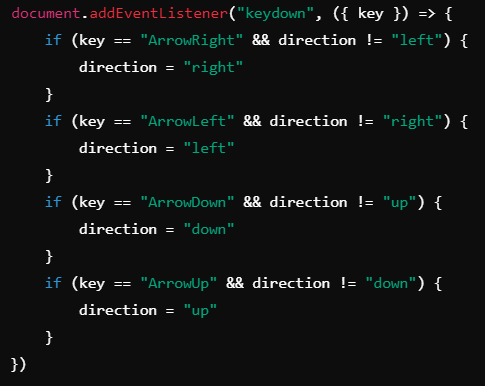 document.addEventListener("keydown", ({ key }) => {
    if (key == "ArrowRight" && direction != "left") {
        direction = "right"
    }
    if (key == "ArrowLeft" && direction != "right") {
        direction = "left"
    }
    if (key == "ArrowDown" && direction != "up") {
        direction = "down"
    }
    if (key == "ArrowUp" && direction != "down") {
        direction = "up"
    }
})